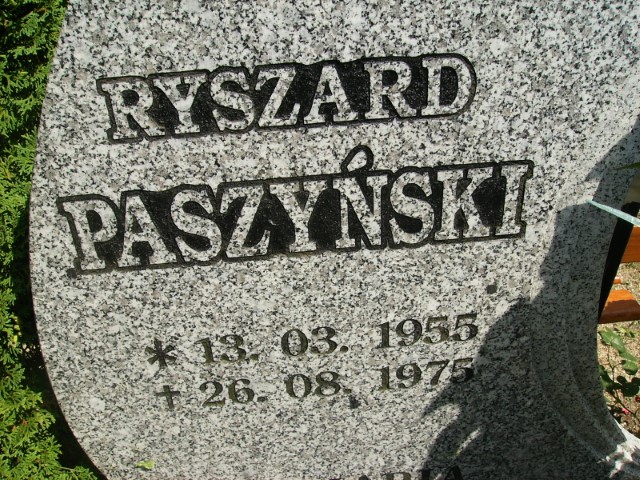 RYSZARD
PASZYŃSKI
* 13. 03. 1955
† 26. 08. 1975